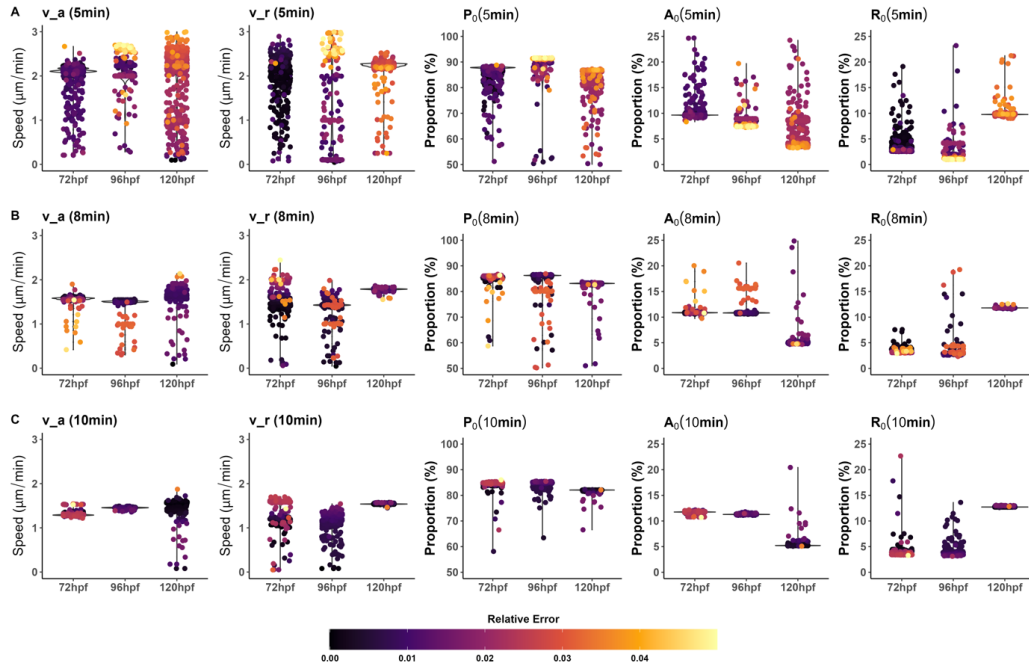 A
v_a (5min) v_r (5min) P₀(5min) A₀(5min) R₀(5min)
Speed (µm/min) Speed (µm/min) Proportion (%) Proportion (%) Proportion (%)
3 3 100 25 25
2 2 90 20 20
1 1 80 15 15
0 0 70 10 10
60 5 5
50 0 0
72hpf 96hpf 120hpf 72hpf 96hpf 120hpf 72hpf 96hpf 120hpf 72hpf 96hpf 120hpf 72hpf 96hpf 120hpf
B
v_a (8min) v_r (8min) P₀(8min) A₀(8min) R₀(8min)
Speed (µm/min) Speed (µm/min) Proportion (%) Proportion (%) Proportion (%)
3 3 100 25 25
2 2 90 20 20
1 1 80 15 15
0 0 70 10 10
60 5 5
50 0 0
72hpf 96hpf 120hpf 72hpf 96hpf 120hpf 72hpf 96hpf 120hpf 72hpf 96hpf 120hpf 72hpf 96hpf 120hpf
C
v_a (10min) v_r (10min) P₀(10min) A₀(10min) R₀(10min)
Speed (µm/min) Speed (µm/min) Proportion (%) Proportion (%) Proportion (%)
3 3 100 25 25
2 2 90 20 20
1 1 80 15 15
0 0 70 10 10
60 5 5
50 0 0
72hpf 96hpf 120hpf 72hpf 96hpf 120hpf 72hpf 96hpf 120hpf 72hpf 96hpf 120hpf 72hpf 96hpf 120hpf
Relative Error
0.00 0.01 0.02 0.03 0.04